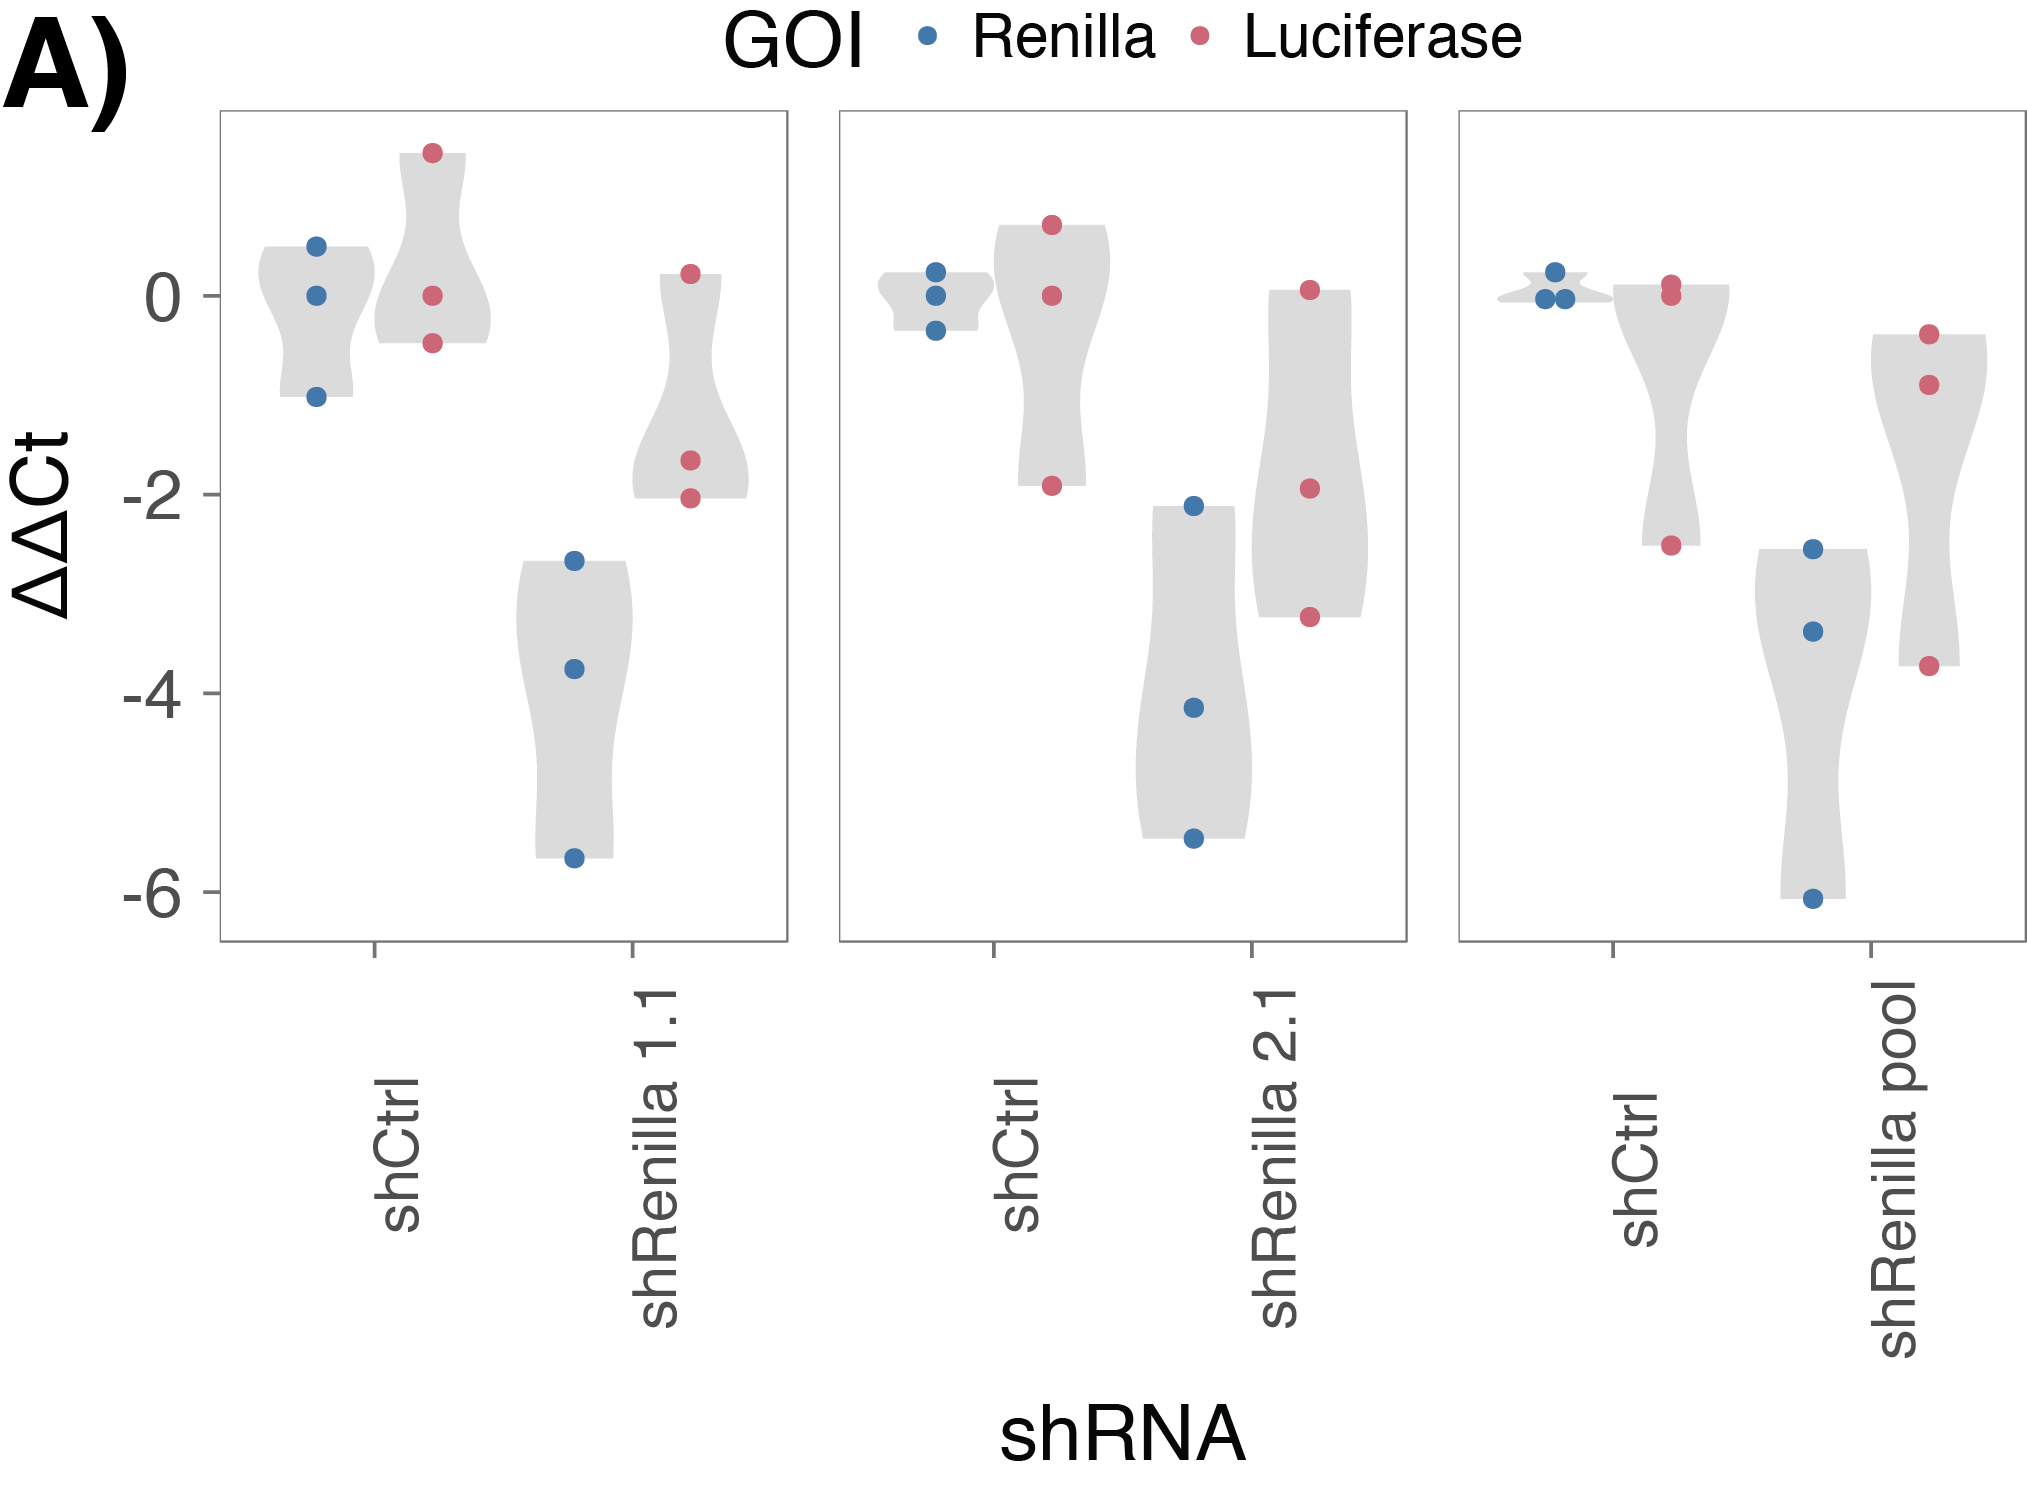 A)
GOI Renilla Luciferase
ΔΔCt
0
-2
-4
-6
shCtrl
shRenilla 1.1
shCtrl
shRenilla 2.1
shCtrl
shRenilla pool
shRNA